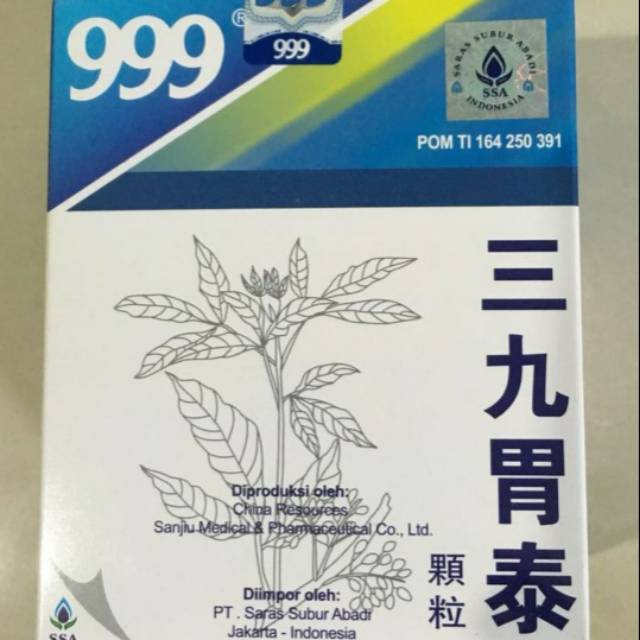 999
®
999
SARAS SUBUR ABADI
SSA
INDONESIA
POM TI 164 250 391
三九胃泰
顆粒
Diproduksi oleh:
China Resources
Sanjiu Medical & Pharmaceutical Co., Ltd.
Diimpor oleh:
PT . Saras Subur Abadi
Jakarta - Indonesia
SSA